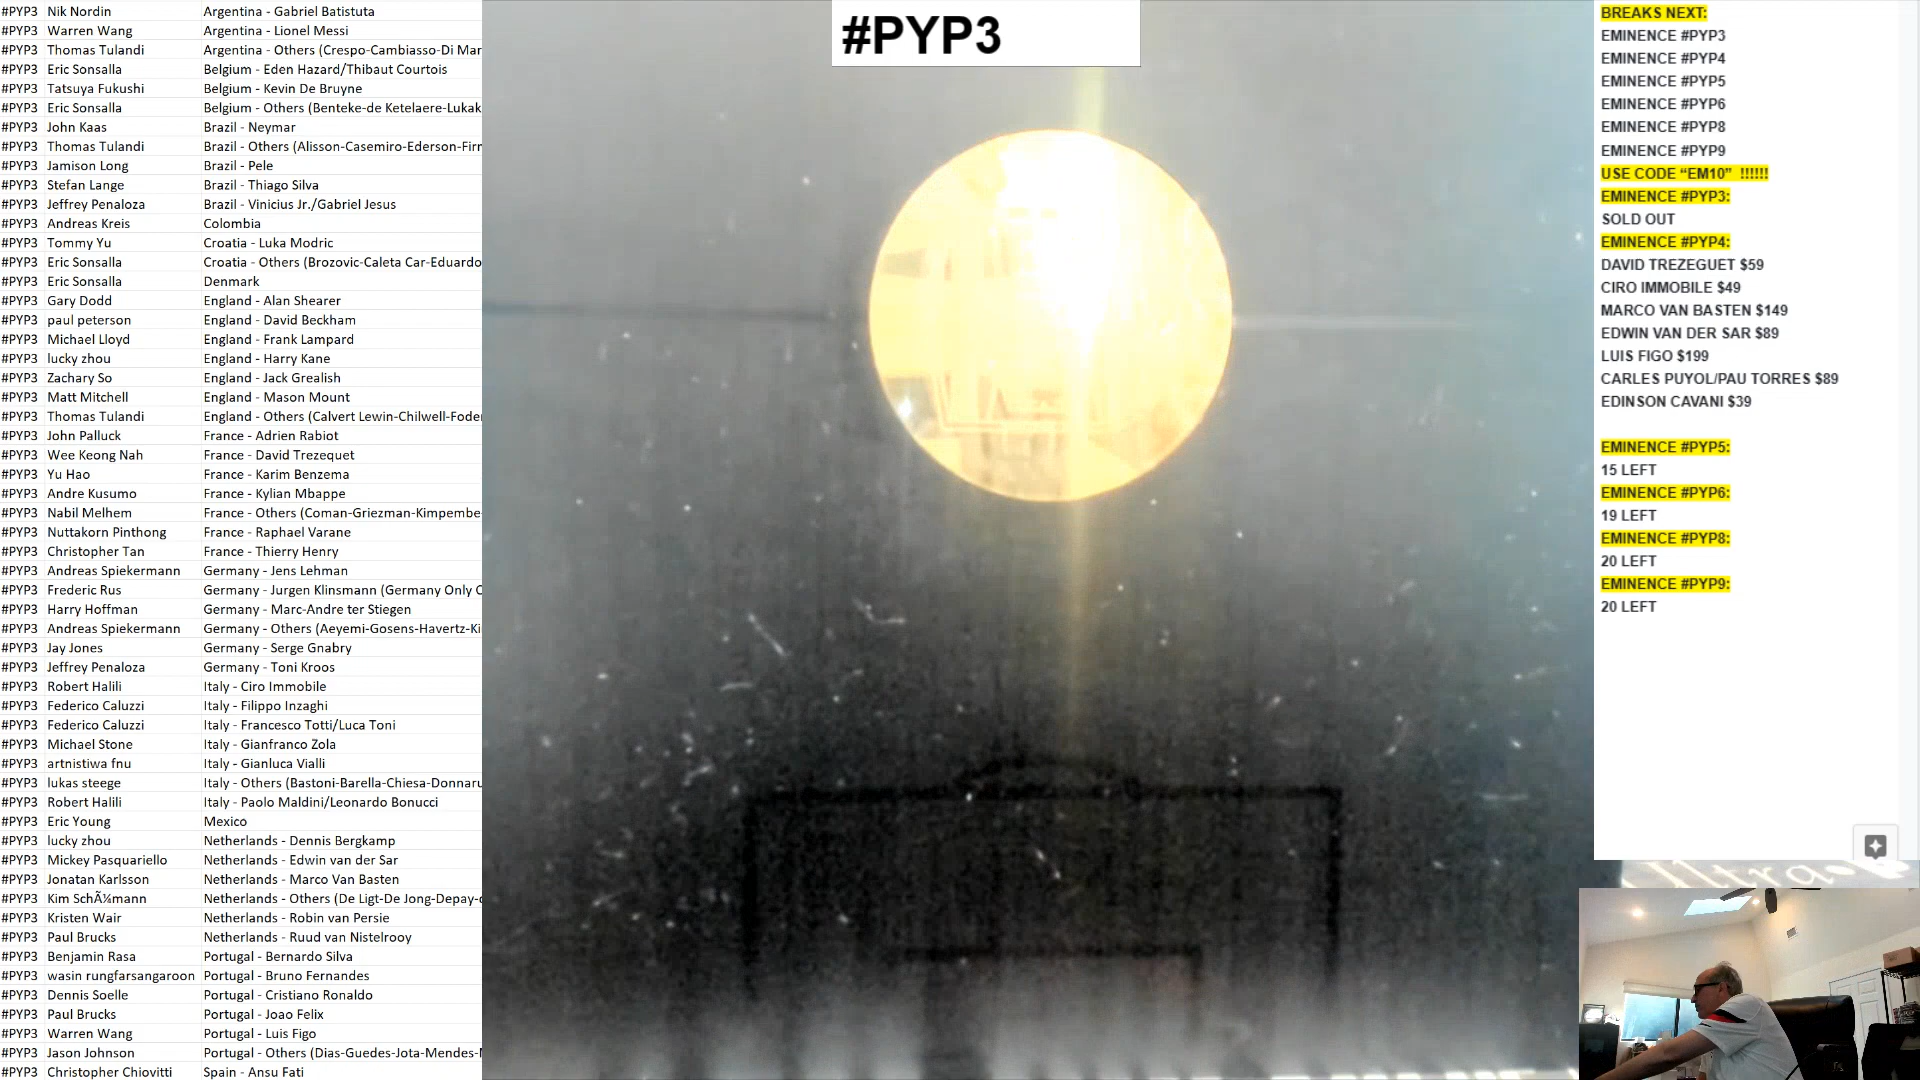 #PYP3 Nik Nordin Argentina - Gabriel Batistuta
#PYP3 Warren Wang Argentina - Lionel Messi
#PYP3 Thomas Tulandi Argentina - Others (Crespo-Cambiasso-Di Mar
#PYP3 Eric Sonsalla Belgium - Eden Hazard/Thibaut Courtois
#PYP3 Tatsuya Fukushi Belgium - Kevin De Bruyne
#PYP3 Eric Sonsalla Belgium - Others (Benteke-de Ketelaere-Lukak
#PYP3 John Kaas Brazil - Neymar
#PYP3 Thomas Tulandi Brazil - Others (Alisson-Casemiro-Ederson-Firr
#PYP3 Jamison Long Brazil - Pele
#PYP3 Stefan Lange Brazil - Thiago Silva
#PYP3 Jeffrey Penaloza Brazil - Vinicius Jr./Gabriel Jesus
#PYP3 Andreas Kreis Colombia
#PYP3 Tommy Yu Croatia - Luka Modric
#PYP3 Eric Sonsalla Croatia - Others (Brozovic-Caleta Car-Eduardo
#PYP3 Eric Sonsalla Denmark
#PYP3 Gary Dodd England - Alan Shearer
#PYP3 paul peterson England - David Beckham
#PYP3 Michael Lloyd England - Frank Lampard
#PYP3 lucky zhou England - Harry Kane
#PYP3 Zachary So England - Jack Grealish
#PYP3 Matt Mitchell England - Mason Mount
#PYP3 Thomas Tulandi England - Others (Calvert Lewin-Chilwell-Foder
#PYP3 John Palluck France - Adrien Rabiot
#PYP3 Wee Keong Nah France - David Trezequet
#PYP3 Yu Hao France - Karim Benzema
#PYP3 Andre Kusumo France - Kylian Mbappe
#PYP3 Nabil Melhem France - Others (Coman-Griezman-Kimpembe-
#PYP3 Nuttakorn Pinthong France - Raphael Varane
#PYP3 Christopher Tan France - Thierry Henry
#PYP3 Andreas Spiekermann Germany - Jens Lehman
#PYP3 Frederic Rus Germany - Jurgen Klinsmann (Germany Only C
#PYP3 Harry Hoffman Germany - Marc-Andre ter Stiegen
#PYP3 Andreas Spiekermann Germany - Others (Aeyemi-Gosens-Havertz-Ki
#PYP3 Jay Jones Germany - Serge Gnabry
#PYP3 Jeffrey Penaloza Germany - Toni Kroos
#PYP3 Robert Halili Italy - Ciro Immobile
#PYP3 Federico Caluzzi Italy - Filippo Inzaghi
#PYP3 Federico Caluzzi Italy - Francesco Totti/Luca Toni
#PYP3 Michael Stone Italy - Gianfranco Zola
#PYP3 artnistiwa fnu Italy - Gianluca Vialli
#PYP3 lukas steege Italy - Others (Bastoni-Barella-Chiesa-Donnaru
#PYP3 Robert Halili Italy - Paolo Maldini/Leonardo Bonucci
#PYP3 Eric Young Mexico
#PYP3 lucky zhou Netherlands - Dennis Bergkamp
#PYP3 Mickey Pasquariello Netherlands - Edwin van der Sar
#PYP3 Jonatan Karlsson Netherlands - Marco Van Basten
#PYP3 Kim SchÃ¼mann Netherlands - Others (De Ligt-De Jong-Depay-
#PYP3 Kristen Wair Netherlands - Robin van Persie
#PYP3 Paul Brucks Netherlands - Ruud van Nistelrooy
#PYP3 Benjamin Rasa Portugal - Bernardo Silva
#PYP3 wasin rungfarsangaroon Portugal - Bruno Fernandes
#PYP3 Dennis Soelle Portugal - Cristiano Ronaldo
#PYP3 Paul Brucks Portugal - Joao Felix
#PYP3 Warren Wang Portugal - Luis Figo
#PYP3 Jason Johnson Portugal - Others (Dias-Guedes-Jota-Mendes-
#PYP3 Christopher Chiovitti Spain - Ansu Fati
#PYP3
BREAKS NEXT:
EMINENCE #PYP3
EMINENCE #PYP4
EMINENCE #PYP5
EMINENCE #PYP6
EMINENCE #PYP8
EMINENCE #PYP9
USE CODE “EM10” !!!!!!
EMINENCE #PYP3:
SOLD OUT
EMINENCE #PYP4:
DAVID TREZEGUET $59
CIRO IMMOBILE $49
MARCO VAN BASTEN $149
EDWIN VAN DER SAR $89
LUIS FIGO $199
CARLES PUYOL/PAU TORRES $89
EDINSON CAVANI $39
EMINENCE #PYP5:
15 LEFT
EMINENCE #PYP6:
19 LEFT
EMINENCE #PYP8:
20 LEFT
EMINENCE #PYP9:
20 LEFT